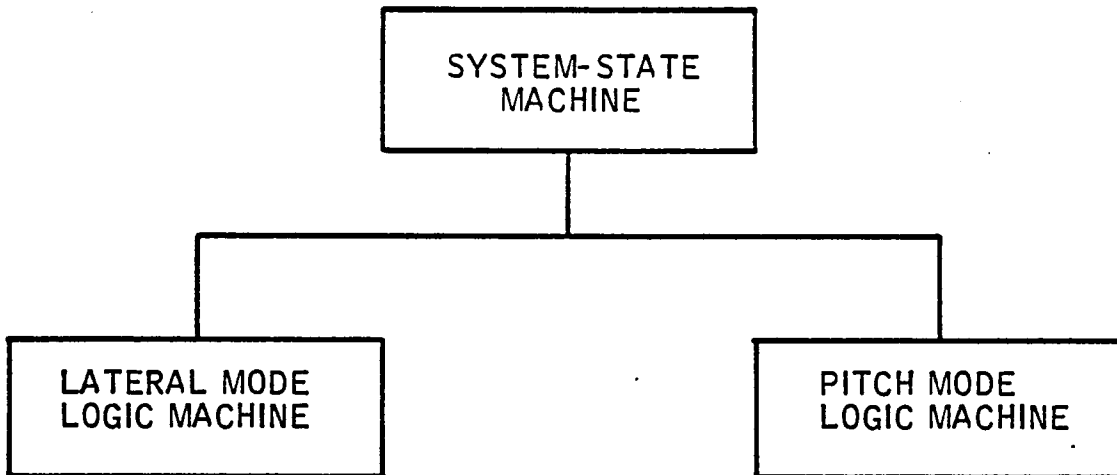 SYSTEM-STATE
MACHINE
LATERAL MODE
LOGIC MACHINE
PITCH MODE
LOGIC MACHINE